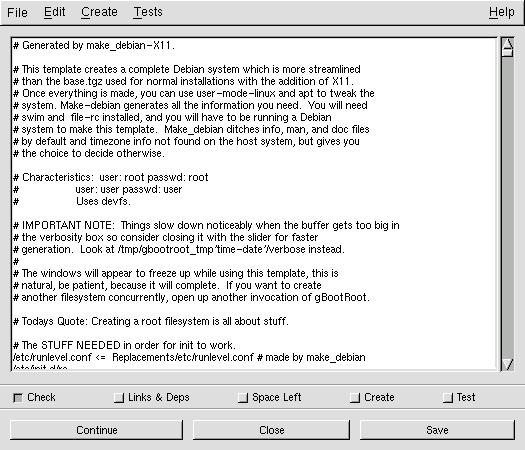 File Edit Create Tests Help
# Generated by make_debian-X11.
# This template creates a complete Debian system which is more streamlined
# than the base.tgz used for normal installations with the addition of X11.
# Once everything is made, you can use user-mode-linux and apt to tweak the
# system. Make-debian generates all the information you need.  You will need
# swim and  file-rc installed, and you will have to be running a Debian
# system to make this template.  Make_debian ditches info, man, and doc files
# by default and timezone info not found on the host system, but gives you
# the choice to decide otherwise.
# Characteristics:  user: root passwd: root
#                   user: user passwd: user
#                   Uses devfs.
# IMPORTANT NOTE:  Things slow down noticeably when the buffer gets too big in
# the verbosity box so consider closing it with the slider for faster
# generation.  Look at /tmp/gbootroot_tmp'time-date'/verbose instead.
#
# The windows will appear to freeze up while using this template, this is
# natural, be patient, because it will complete.  If you want to create
# another filesystem concurrently, open up another invocation of gBootRoot.
# Todays Quote: Creating a root filesystem is all about stuff.
# The STUFF NEEDED in order for init to work.
/etc/runlevel.conf <=  Replacements/etc/runlevel.conf # made by make_debian
Check Links & Deps Space Left Create Test
Continue Close Save